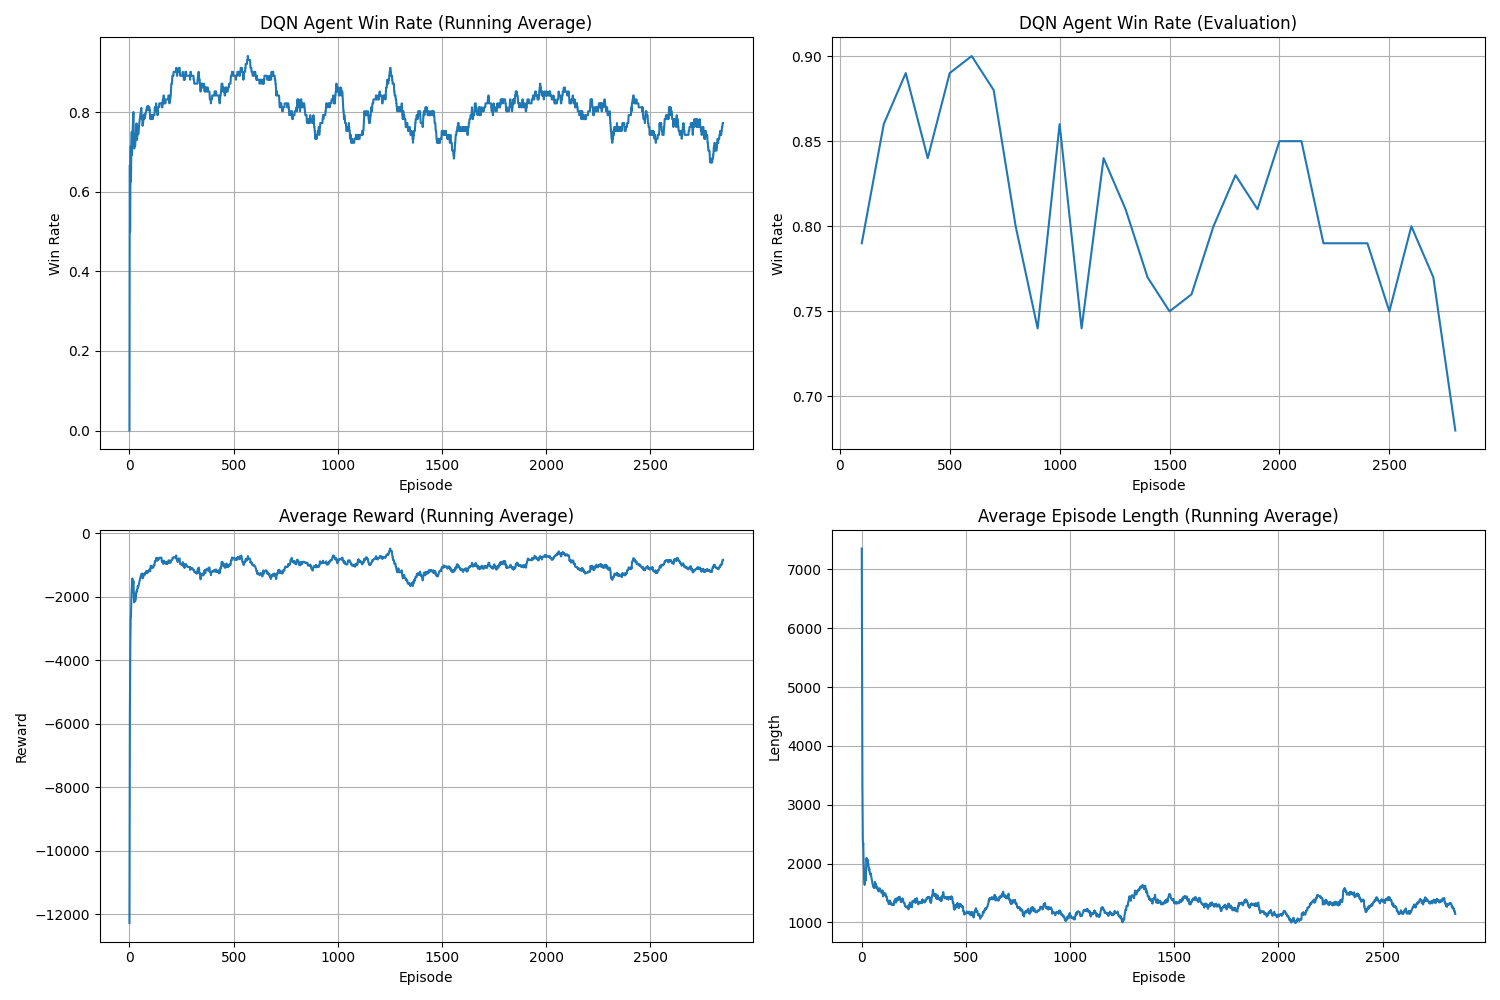 DQN Agent Win Rate (Running Average)
Win Rate
0.8
0.6
0.4
0.2
0.0
0 500 1000 1500 2000 2500
Episode
DQN Agent Win Rate (Evaluation)
Win Rate
0.90
0.85
0.80
0.75
0.70
0 500 1000 1500 2000 2500
Episode
Average Reward (Running Average)
Reward
0
−2000
−4000
−6000
−8000
−10000
−12000
0 500 1000 1500 2000 2500
Episode
Average Episode Length (Running Average)
Length
7000
6000
5000
4000
3000
2000
1000
0 500 1000 1500 2000 2500
Episode